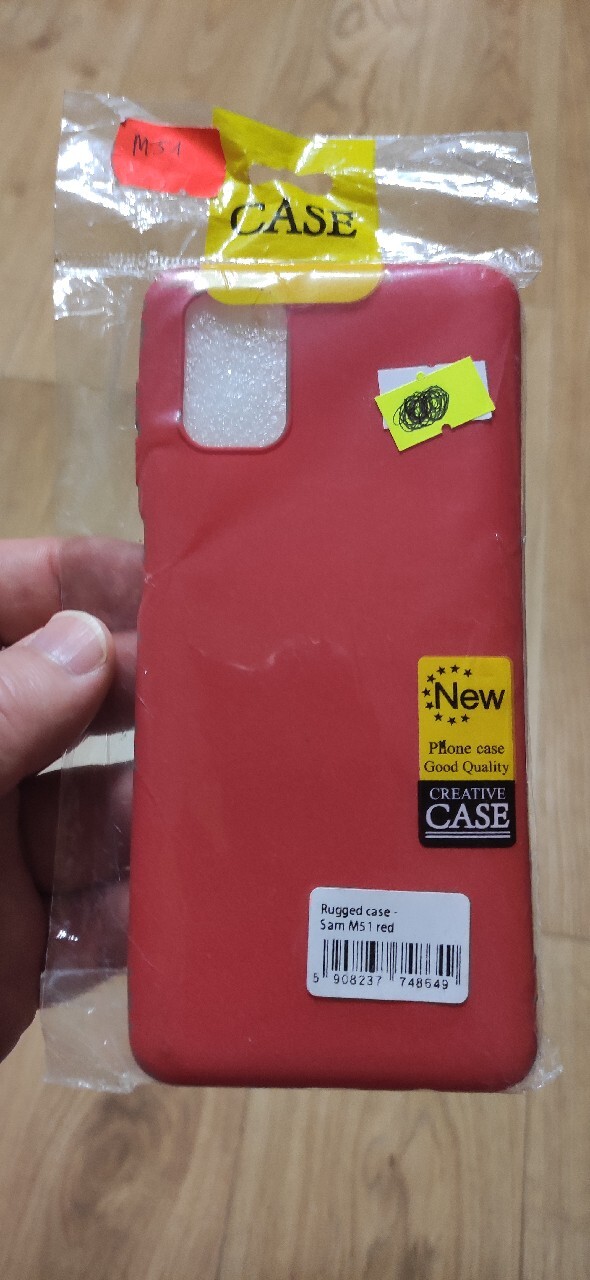 M51
CASE
New
Phone case
Good Quality
CREATIVE
CASE
Rugged case -
Sam M51 red
5 908237 748649